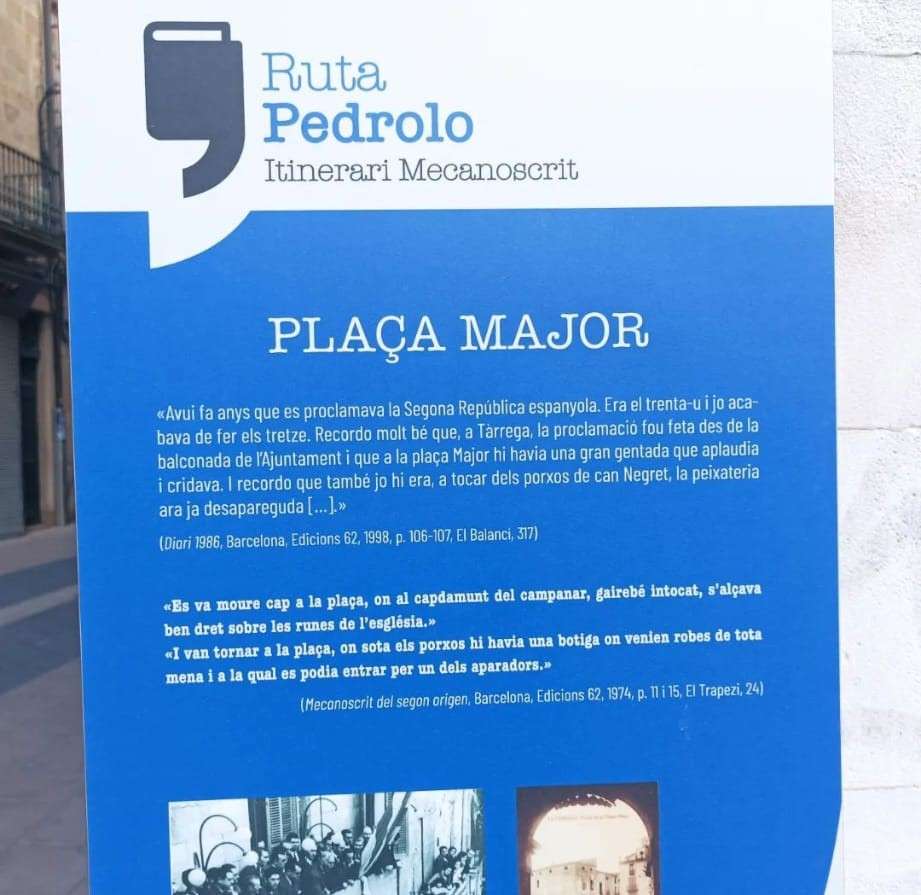 Ruta
Pedrolo
Itinerari Mecanoscrit
PLAÇA MAJOR
«Avui fa anys que es proclamava la Segona República espanyola. Era el trenta-u i jo aca-
bava de fer els tretze. Recordo molt bé que, a Tàrrega, la proclamació fou feta des de la
balconada de l'Ajuntament i que a la plaça Major hi havia una gran gentada que aplaudia
i cridava. I recordo que també jo hi era, a tocar dels porxos de can Negret, la peixateria
ara ja desapareguda [...].»
(Diari 1986, Barcelona, Edicions 62, 1998, p. 106-107, El Balancí, 317)
«Es va moure cap a la plaça, on al capdamunt del campanar, gairebé intocat, s'alçava
ben dret sobre les runes de l'església.»
«I van tornar a la plaça, on sota els porxos hi havia una botiga on venien robes de tota
mena i a la qual es podia entrar per un dels aparadors.»
(Mecanoscrit del segon origen, Barcelona, Edicions 62, 1974, p. 11 i 15, El Trapezi, 24)